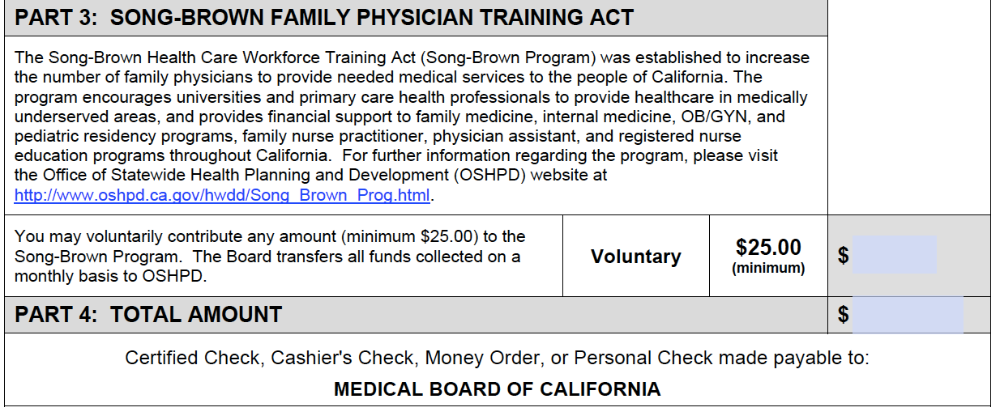 PART 3: SONG-BROWN FAMILY PHYSICIAN TRAINING ACT
The Song-Brown Health Care Workforce Training Act (Song-Brown Program) was established to increase
the number of family physicians to provide needed medical services to the people of California. The
program encourages universities and primary care health professionals to provide healthcare in medically
underserved areas, and provides financial support to family medicine, internal medicine, OB/GYN, and
pediatric residency programs, family nurse practitioner, physician assistant, and registered nurse
education programs throughout California. For further information regarding the program, please visit
the Office of Statewide Health Planning and Development (OSHPD) website at
http://www.oshpd.ca.gov/hwdd/Song_Brown_Prog.html.
You may voluntarily contribute any amount (minimum $25.00) to the
Song-Brown Program. The Board transfers all funds collected on a
monthly basis to OSHPD.
Voluntary
$25.00
(minimum)
$
PART 4: TOTAL AMOUNT
$
Certified Check, Cashier's Check, Money Order, or Personal Check made payable to:
MEDICAL BOARD OF CALIFORNIA